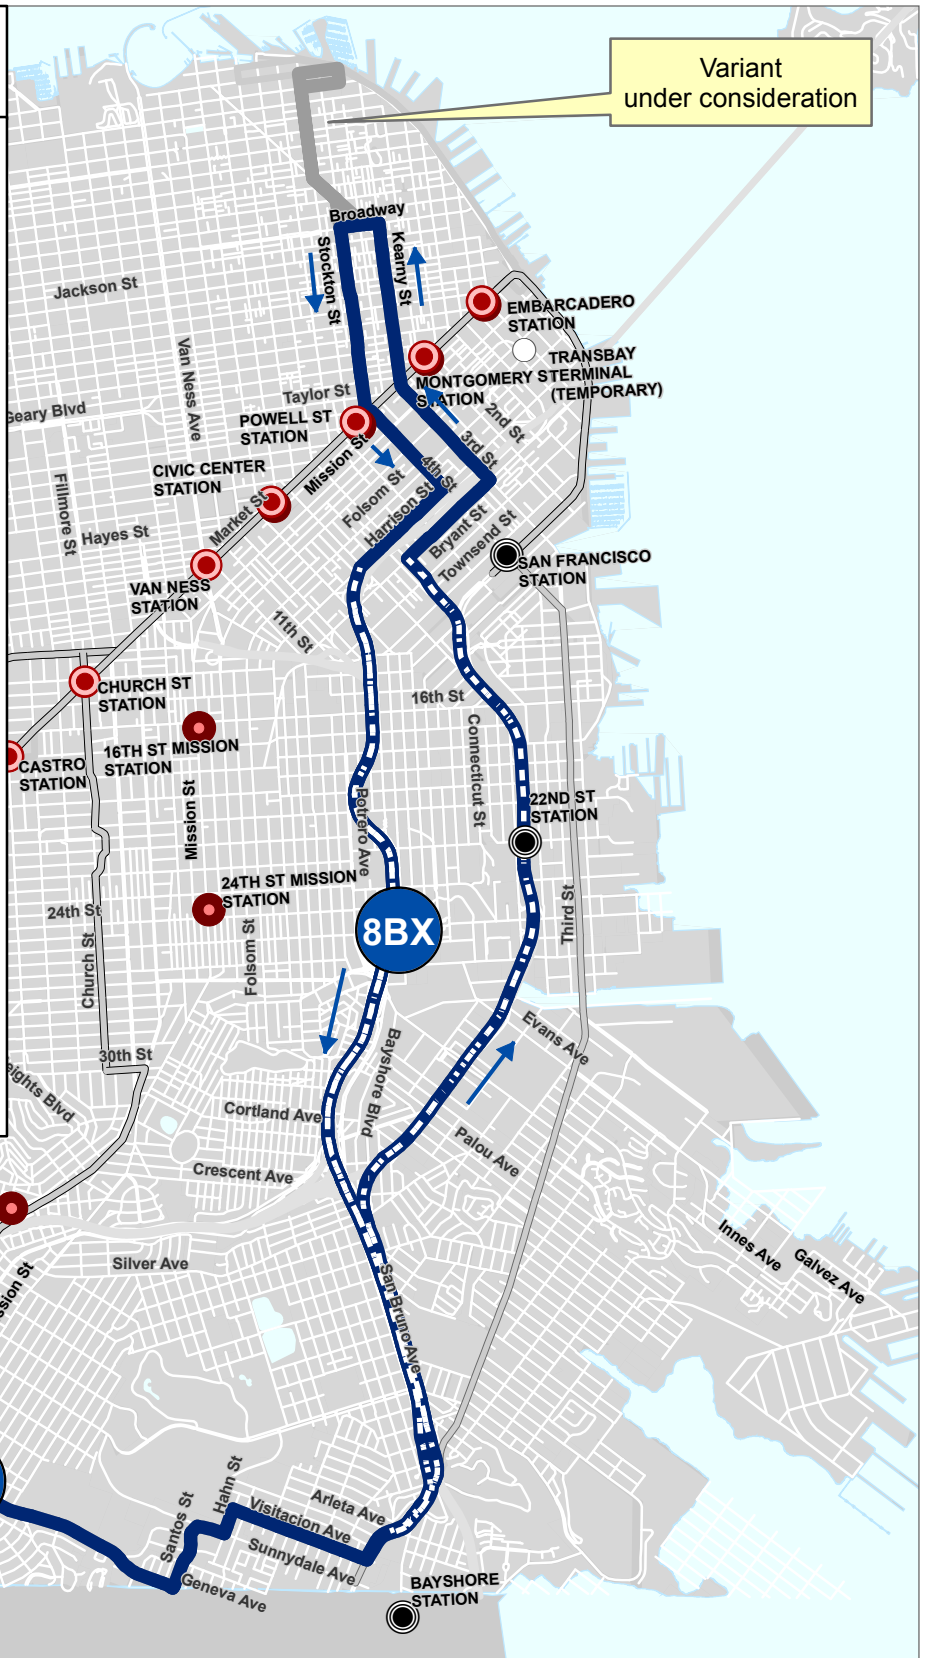 Variant
under consideration
Broadway
Stockton St
Kearny St
Jackson St
EMBARCADERO
STATION
Van Ness Ave
TRANSBAY
TERMINAL
(TEMPORARY)
MONTGOMERY ST
STATION
Taylor St
Geary Blvd
POWELL ST
STATION
2nd St
3rd St
Mission St
4th St
CIVIC CENTER
STATION
Folsom St
Fillmore St
Market St
Harrison St
Hayes St
Bryant St
Townsend St
SAN FRANCISCO
STATION
VAN NESS
STATION
11th St
CHURCH ST
STATION
16th St
16TH ST MISSION
STATION
CASTRO
STATION
Connecticut St
Mission St
Potrero Ave
22ND ST
STATION
24TH ST MISSION
STATION
24th St
Third St
8BX
Church St
Folsom St
Evans Ave
30th St
Bayshore Blvd
eights Blvd
Cortland Ave
Palou Ave
Crescent Ave
Innes Ave
Galvez Ave
Silver Ave
ssion St
San Bruno Ave
Hahn St
Arleta Ave
Santos St
Visitacion Ave
Sunnydale Ave
Geneva Ave
BAYSHORE
STATION